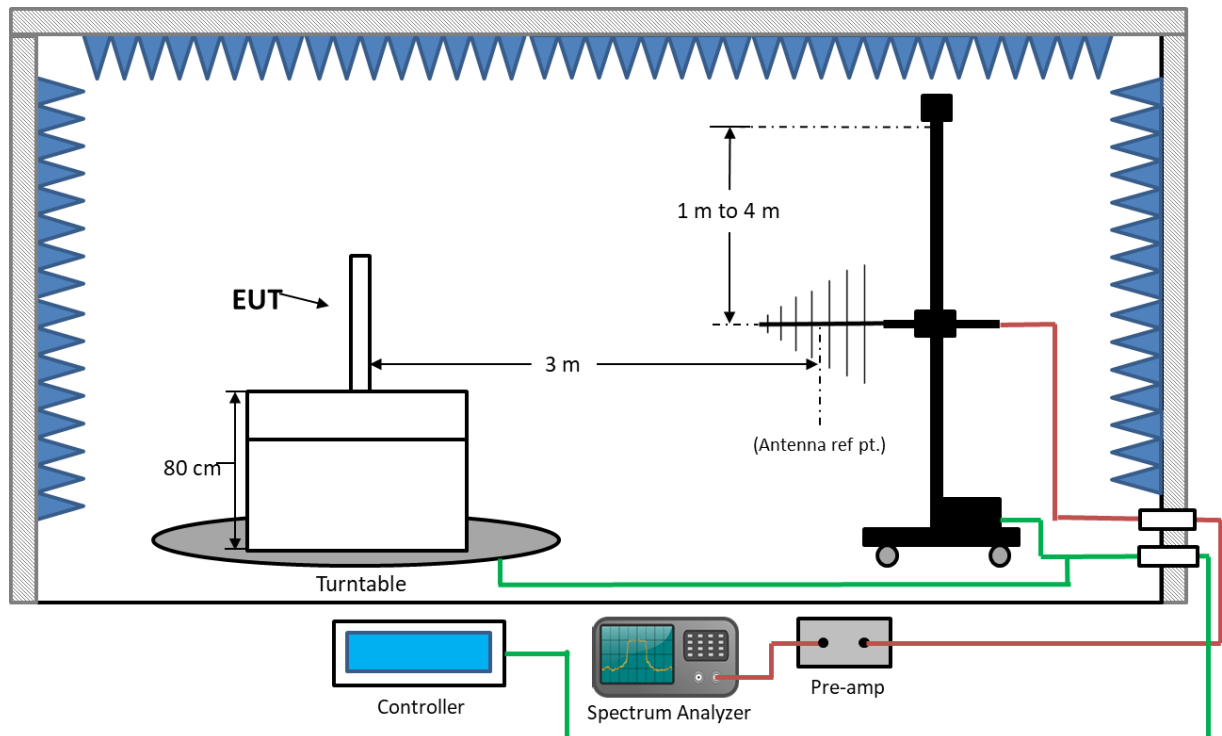 1 m to 4 m
EUT
3 m
(Antenna ref pt.)
80 cm
Turntable
Controller
Spectrum Analyzer
Pre-amp